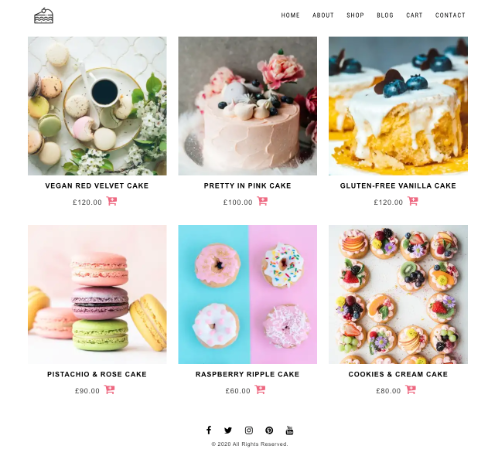 HOME ABOUT SHOP BLOG CART CONTACT
VEGAN RED VELVET CAKE PRETTY IN PINK CAKE GLUTEN-FREE VANILLA CAKE
£120.00 £100.00 £120.00
PISTACHIO & ROSE CAKE RASPBERRY RIPPLE CAKE COOKIES & CREAM CAKE
£90.00 £60.00 £80.00
© 2020 All Rights Reserved.